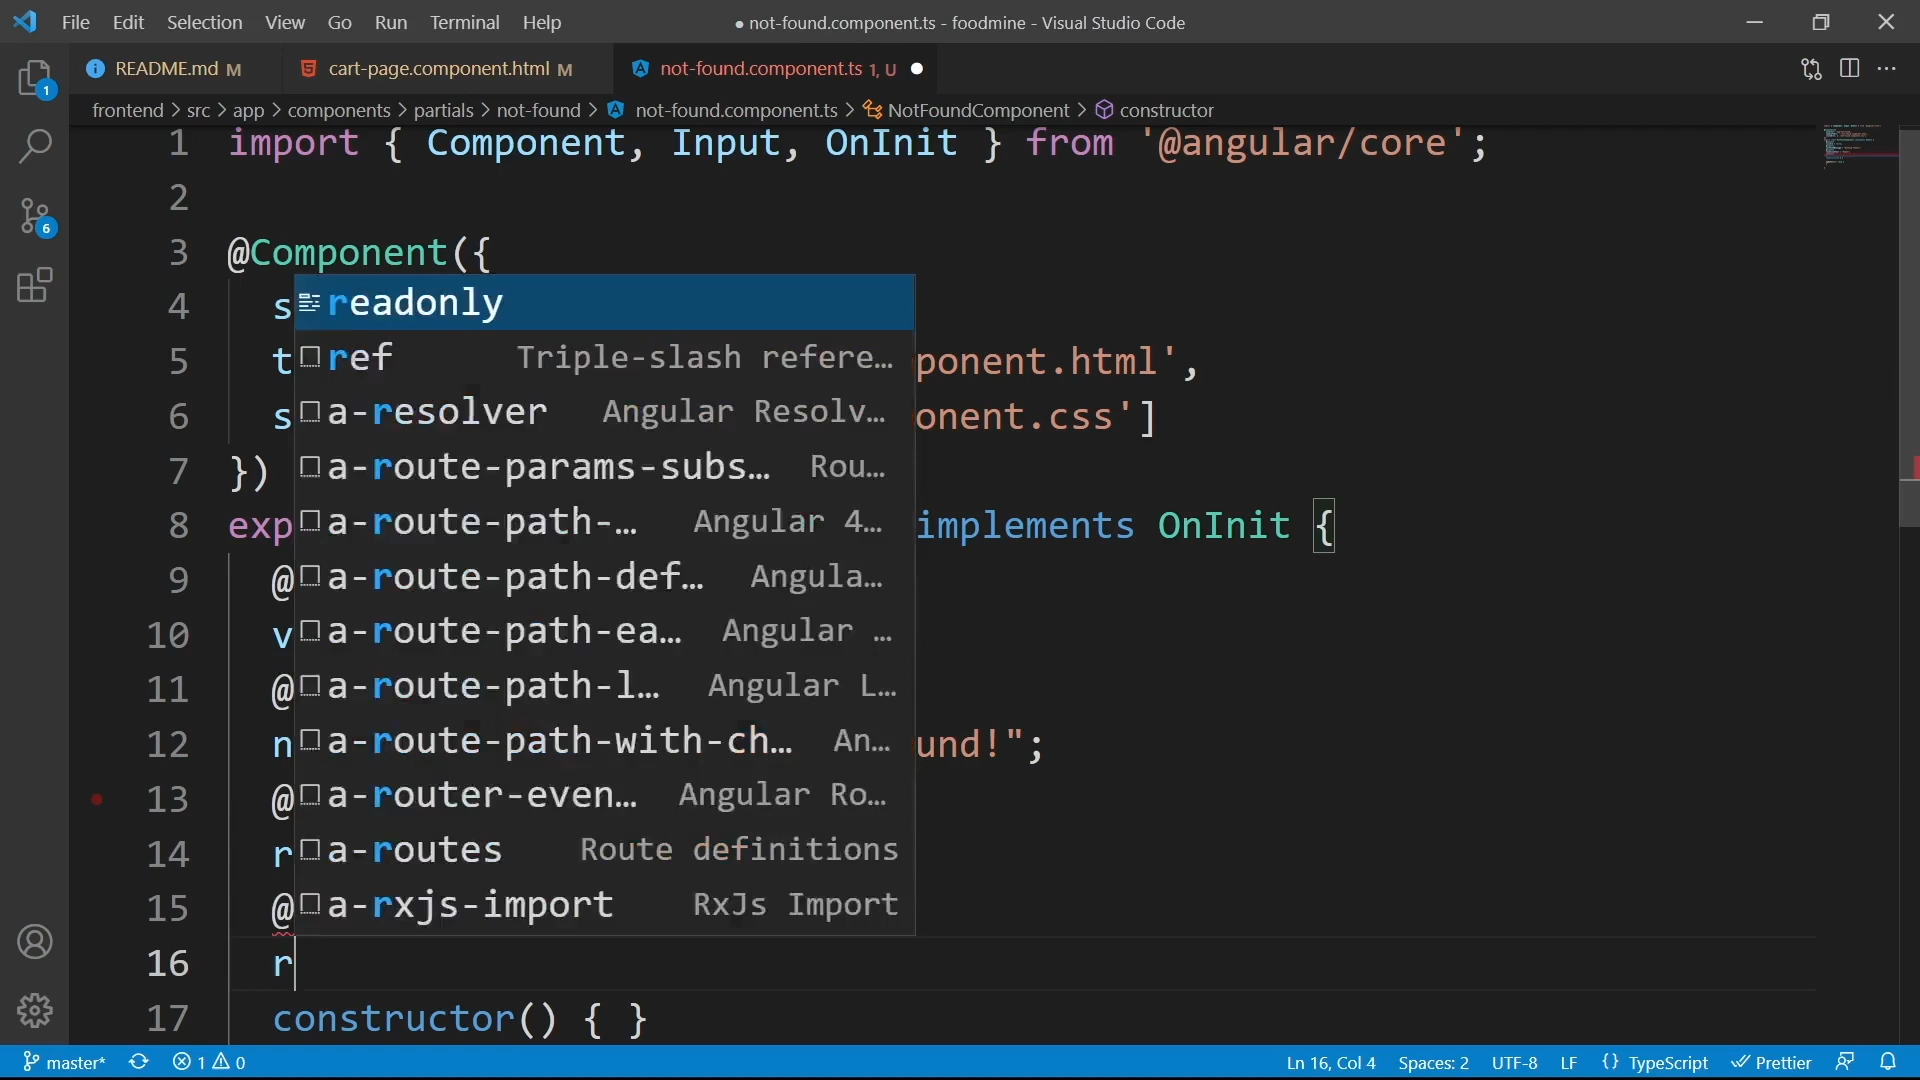 File Edit Selection View Go Run Terminal Help ● not-found.component.ts - foodmine - Visual Studio Code
README.md M cart-page.component.html M not-found.component.ts 1, U
frontend > src > app > components > partials > not-found > not-found.component.ts > NotFoundComponent > constructor
1 import { Component, Input, OnInit } from '@angular/core';
2
3 @Component({
4 s
readonly
ref Triple-slash refere…
5 t ponent.html',
a-resolver Angular Resolv…
6 s onent.css']
a-route-params-subs… Rou…
7 })
a-route-path-… Angular 4…
8 exp implements OnInit {
a-route-path-def… Angula…
9 @
a-route-path-ea… Angular …
10 v
a-route-path-l… Angular L…
11 @
a-route-path-with-ch… An…
12 n und!";
a-router-even… Angular Ro…
13 @
a-routes Route definitions
14 r
a-rxjs-import RxJs Import
15 @
16 r
17 constructor() { }
1
6
master* 1 0 Ln 16, Col 4 Spaces: 2 UTF-8 LF {} TypeScript Prettier